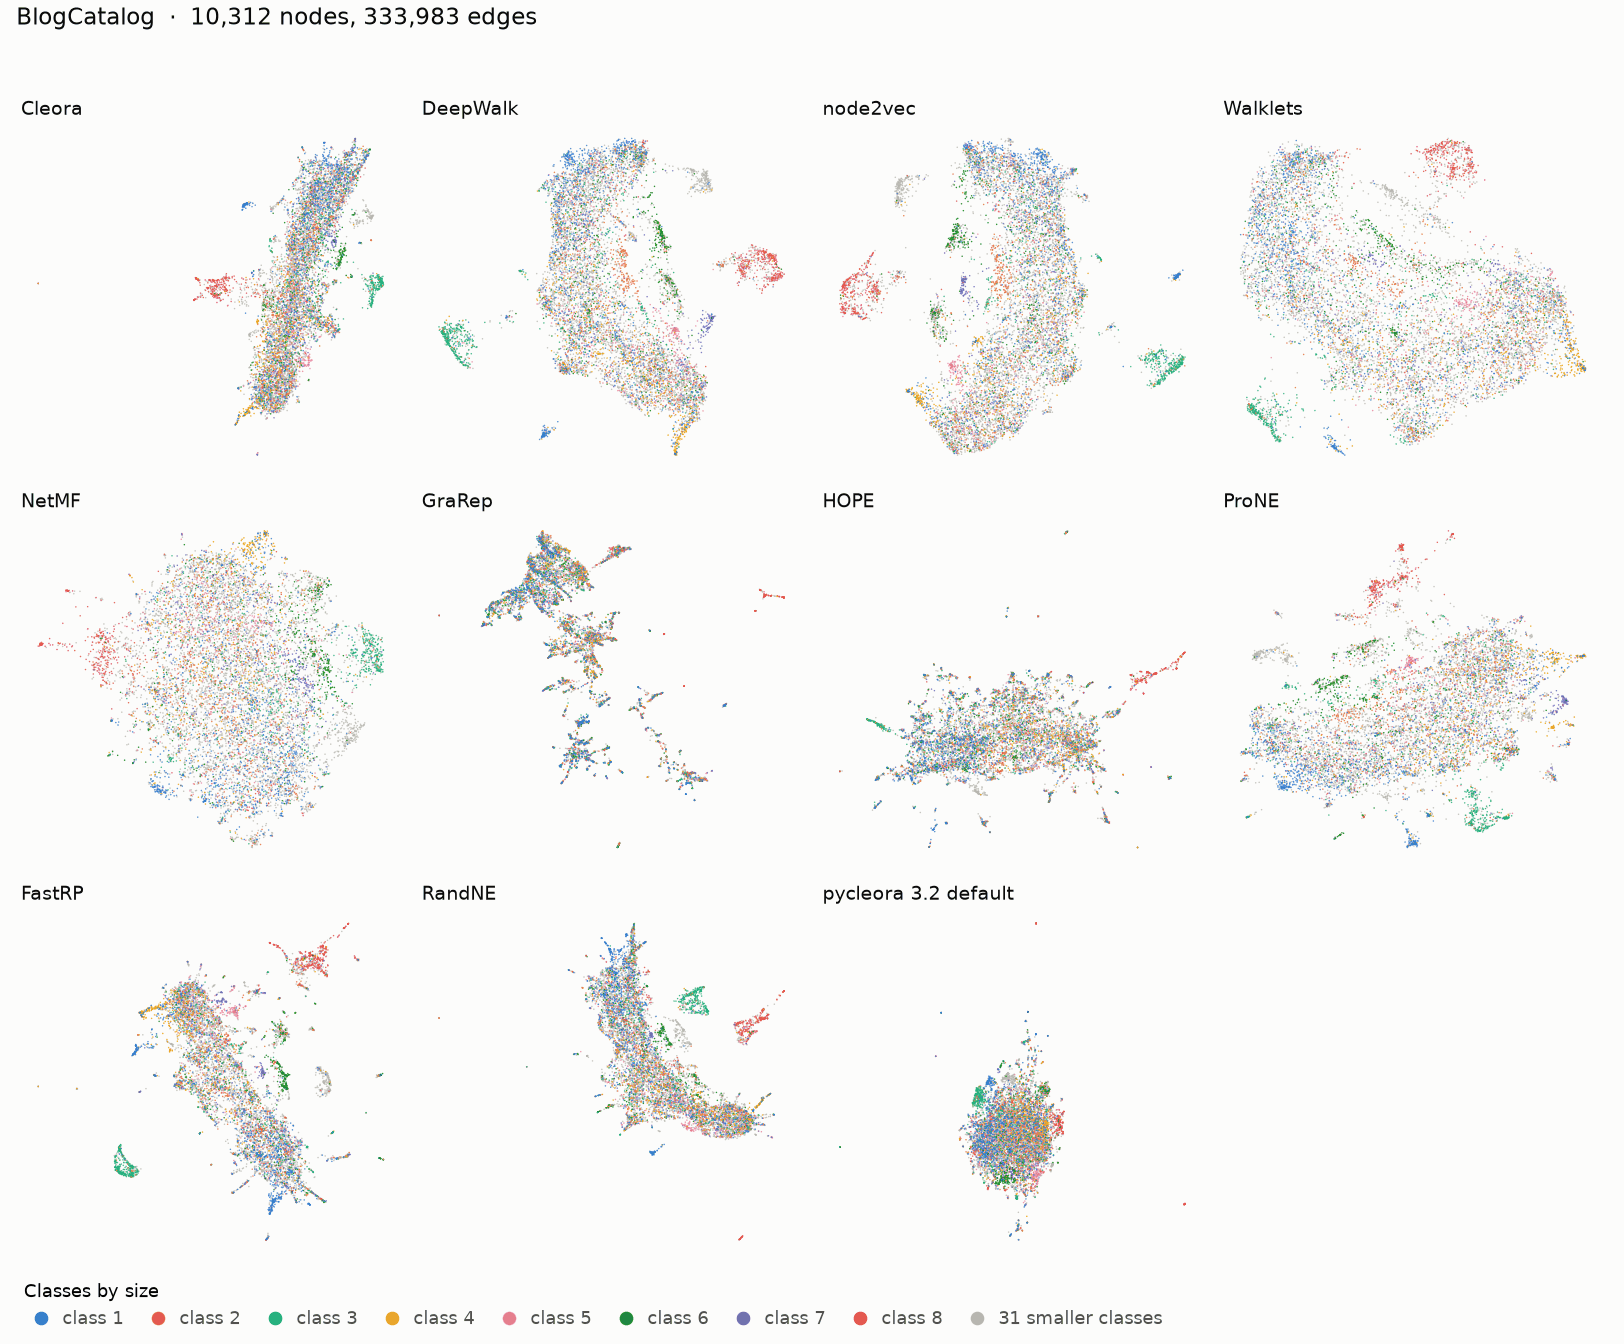 BlogCatalog · 10,312 nodes, 333,983 edges
Cleora DeepWalk node2vec Walklets
NetMF GraRep HOPE ProNE
FastRP RandNE pycleora 3.2 default
Classes by size
class 1 class 2 class 3 class 4 class 5 class 6 class 7 class 8 31 smaller classes